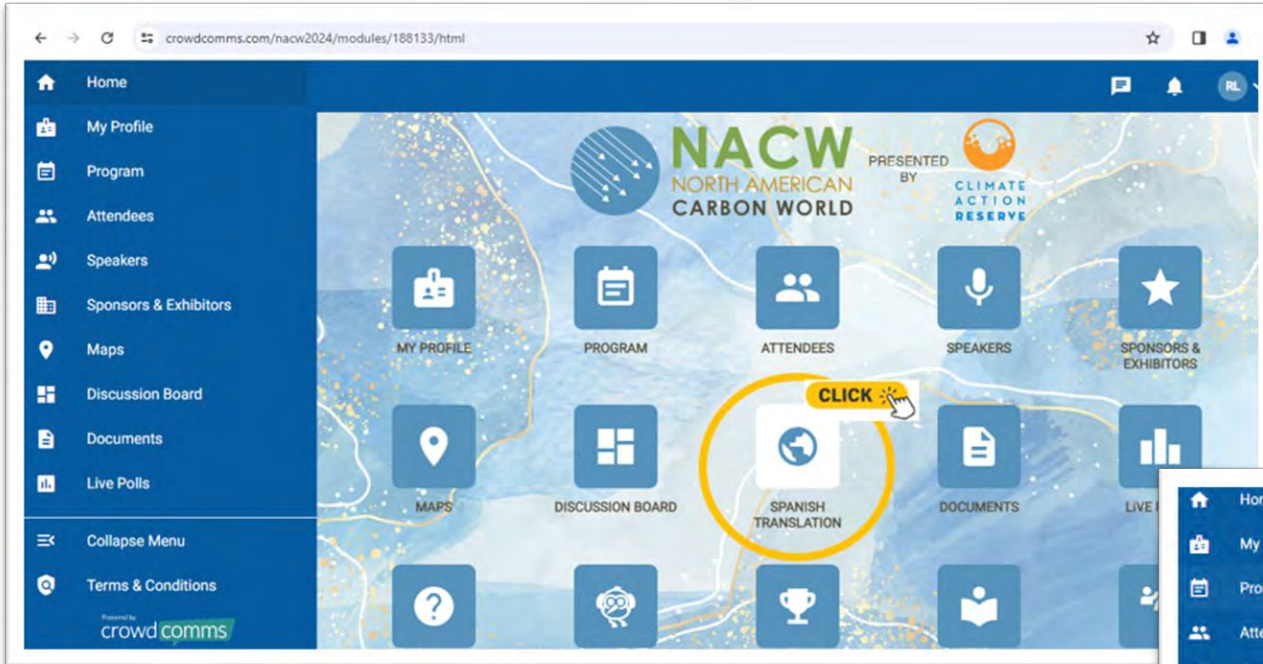 crowdcomms.com/nacw2024/modules/188133/html
Home
RL
My Profile
Program
Attendees
Speakers
Sponsors & Exhibitors
Maps
Discussion Board
Documents
Live Polls
Collapse Menu
Terms & Conditions
Powered by
crowdcomms
NACW
NORTH AMERICAN
CARBON WORLD
PRESENTED
BY
CLIMATE
ACTION
RESERVE
MY PROFILE
PROGRAM
ATTENDEES
SPEAKERS
SPONSORS &
EXHIBITORS
CLICK
MAPS
DISCUSSION BOARD
SPANISH
TRANSLATION
DOCUMENTS
LIVE
My